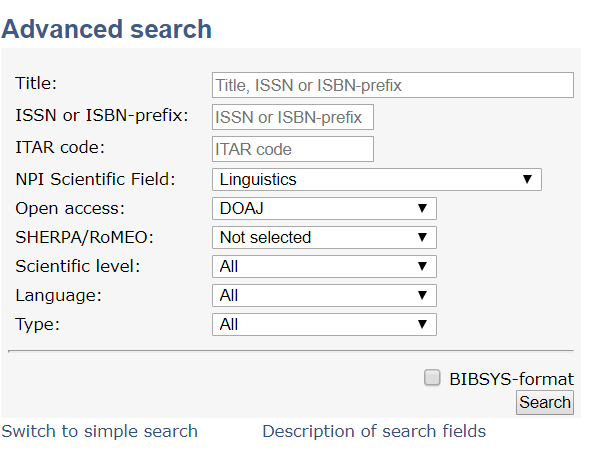 Advanced search
Title: Title, ISSN or ISBN-prefix
ISSN or ISBN-prefix: ISSN or ISBN-prefix
ITAR code: ITAR code
NPI Scientific Field: Linguistics
Open access: DOAJ
SHERPA/RoMEO: Not selected
Scientific level: All
Language: All
Type: All
BIBSYS-format
Search
Switch to simple search Description of search fields